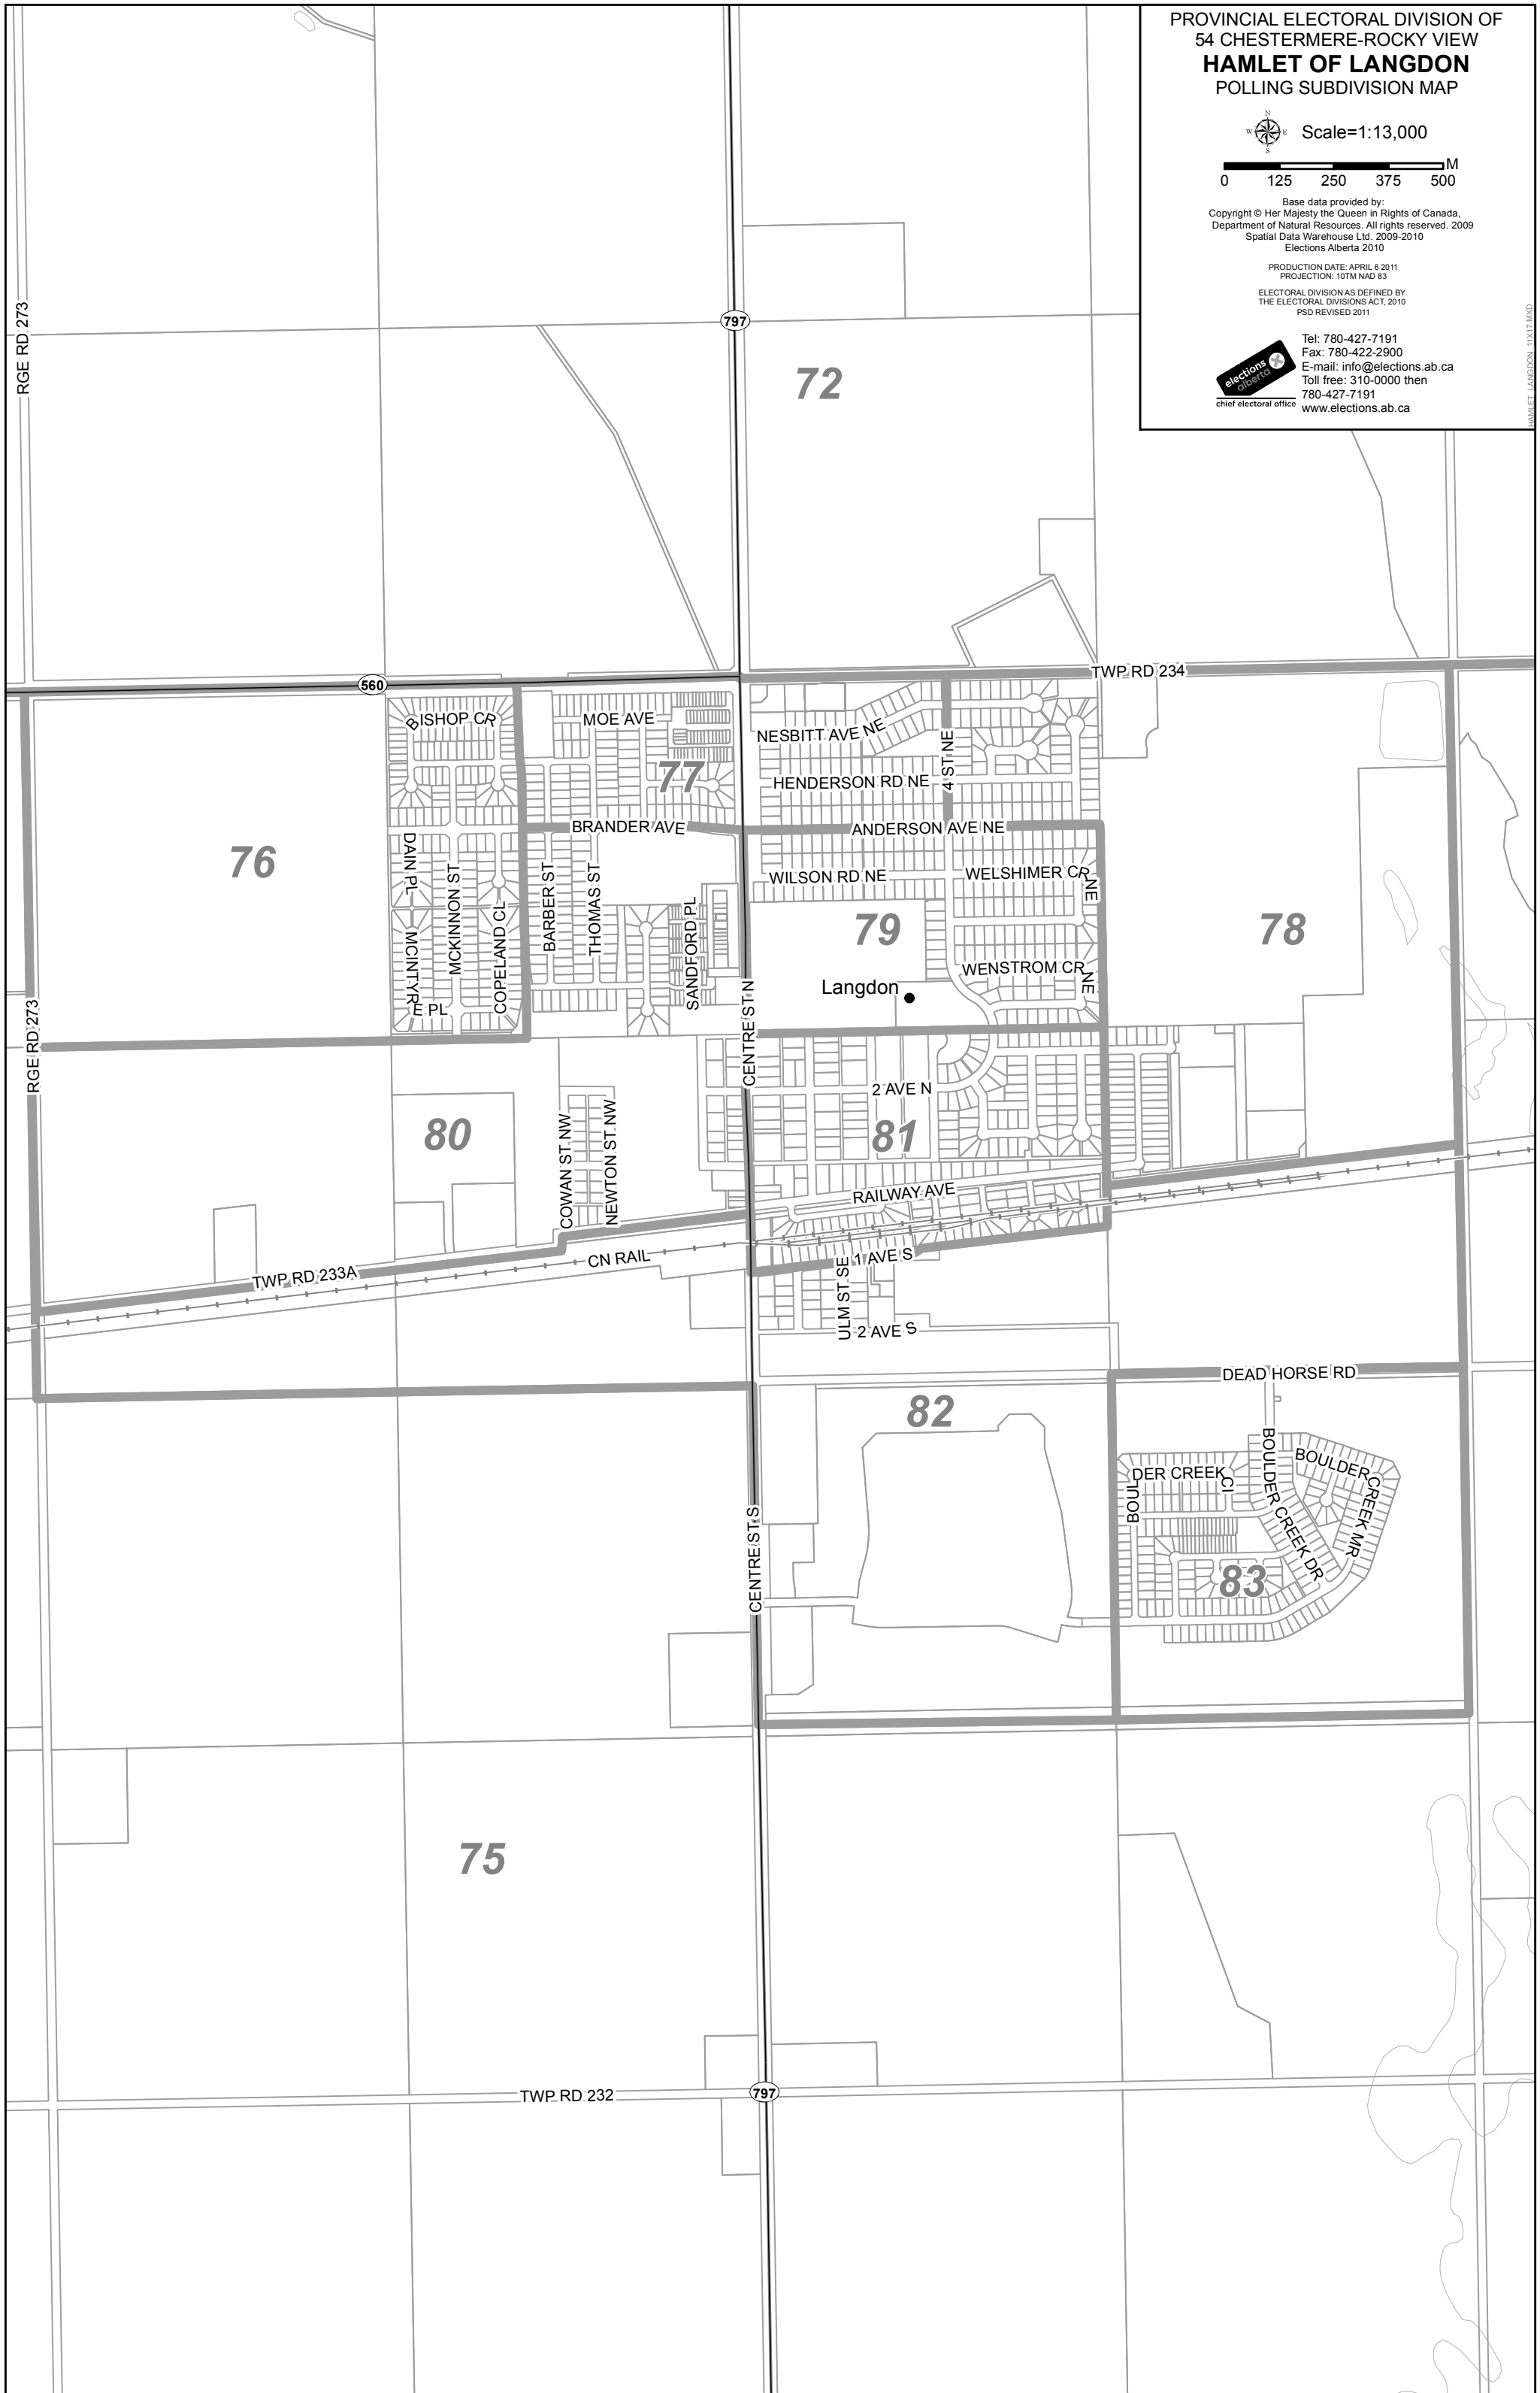 PROVINCIAL ELECTORAL DIVISION OF
54 CHESTERMERE-ROCKY VIEW
HAMLET OF LANGDON
POLLING SUBDIVISION MAP
N
W E
S
Scale=1:13,000
M
0 125 250 375 500
Base data provided by:
Copyright © Her Majesty the Queen in Rights of Canada,
Department of Natural Resources. All rights reserved. 2009
Spatial Data Warehouse Ltd. 2009-2010
Elections Alberta 2010
PRODUCTION DATE: APRIL 6 2011
PROJECTION: 10TM NAD 83
ELECTORAL DIVISION AS DEFINED BY
THE ELECTORAL DIVISIONS ACT, 2010
PSD REVISED 2011
elections
alberta
chief electoral office
Tel: 780-427-7191
Fax: 780-422-2900
E-mail: info@elections.ab.ca
Toll free: 310-0000 then
780-427-7191
www.elections.ab.ca
HAMLET_LANGDON_11X17.MXD
RGE RD 273
797
72
TWP RD 234
560
BISHOP CR
MOE AVE
NESBITT AVE NE
4 ST NE
77
HENDERSON RD NE
BRANDER AVE
ANDERSON AVE NE
76
DAIN PL
MCKINNON ST
BARBER ST
THOMAS ST
WILSON RD NE
WELSHIMER CR NE
COPELAND CL
SANDFORD PL
79
78
MCINTYRE PL
WENSTROM CR NE
Langdon
CENTRE ST N
RGE RD 273
2 AVE N
80
81
COWAN ST NW
NEWTON ST NW
RAILWAY AVE
CN RAIL
1 AVE S
TWP RD 233A
ULM ST SE
2 AVE S
DEAD HORSE RD
82
BOULDER CREEK CI
BOULDER CREEK DR
BOULDER CREEK MR
CENTRE ST S
83
75
TWP RD 232
797